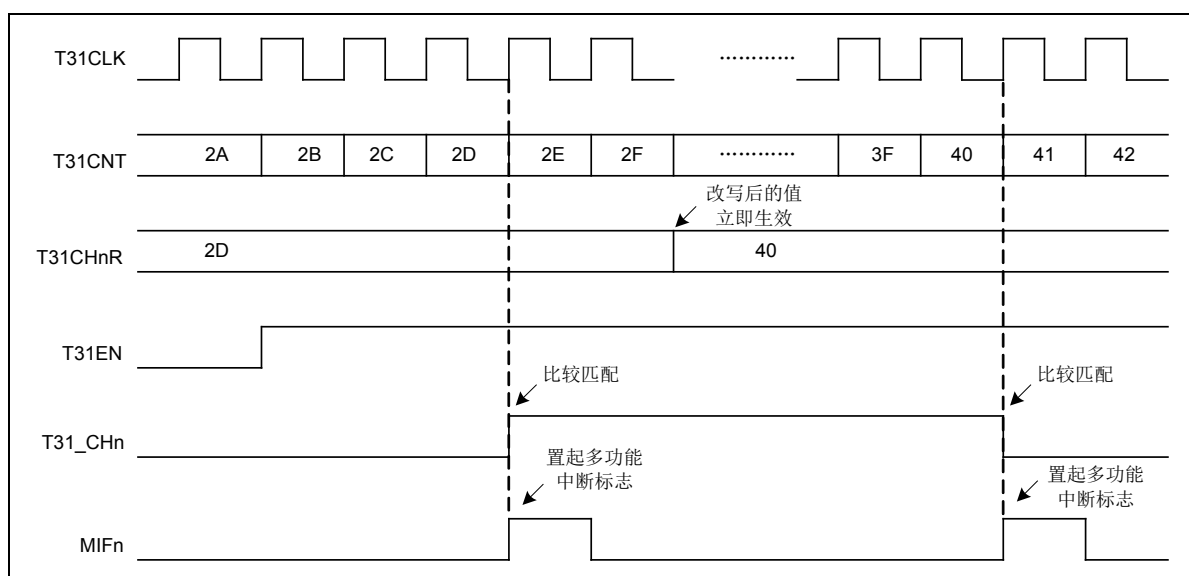 T31CLK
…………
T31CNT
2A 2B 2C 2D 2E 2F ………… 3F 40 41 42
改写后的值
立即生效
T31CHnR
2D 40
T31EN
比较匹配 比较匹配
T31_CHn
置起多功能
中断标志
置起多功能
中断标志
MIFn